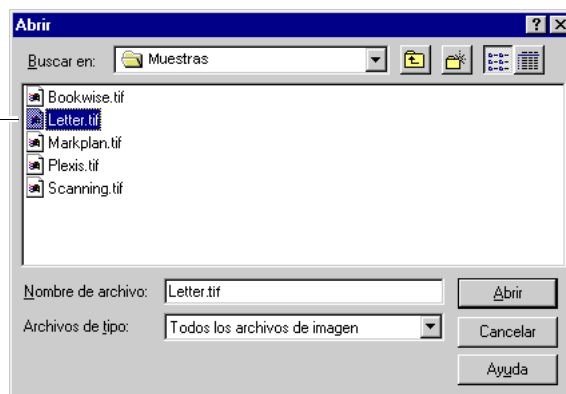 Abrir
Buscar en: Muestras
Bookwise.tif
Letter.tif
Markplan.tif
Plexis.tif
Scanning.tif
Nombre de archivo: Letter.tif Abrir
Archivos de tipo: Todos los archivos de imagen Cancelar
Ayuda